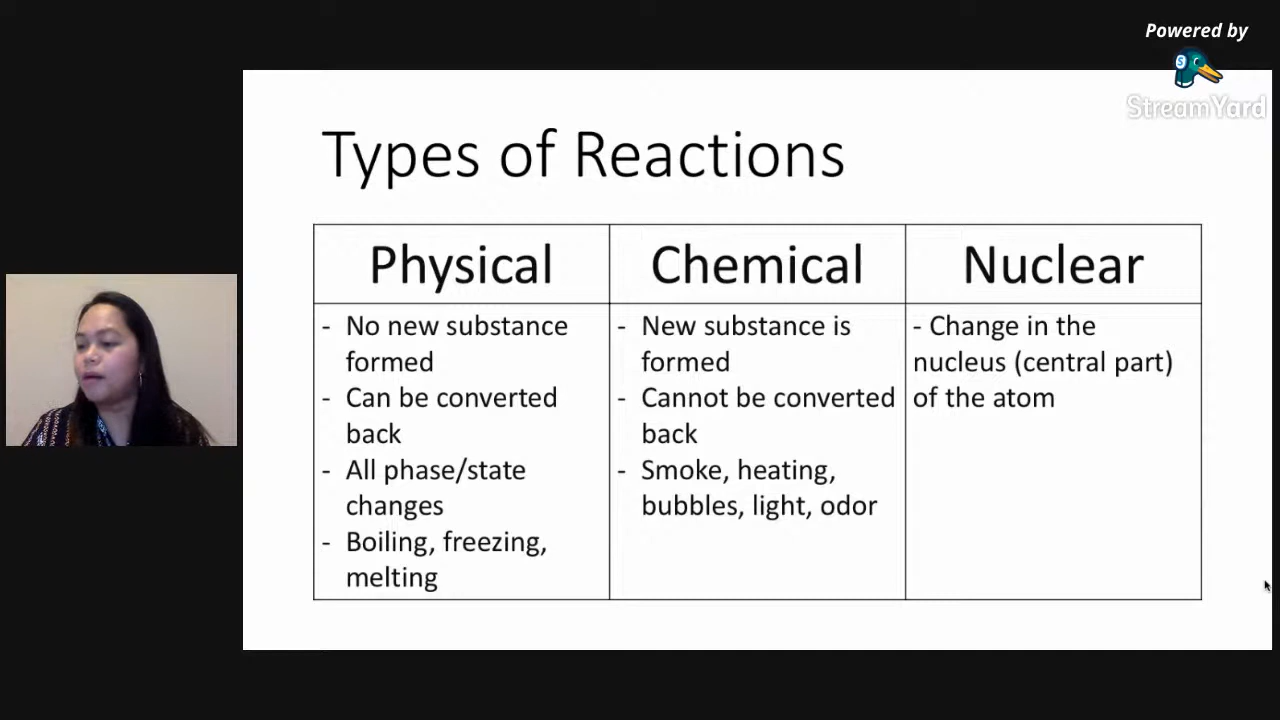 Powered by
StreamYard
Types of Reactions
Physical
Chemical
Nuclear
- No new substance
formed
- Can be converted
back
- All phase/state
changes
- Boiling, freezing,
melting
- New substance is
formed
- Cannot be converted
back
- Smoke, heating,
bubbles, light, odor
- Change in the
nucleus (central part)
of the atom